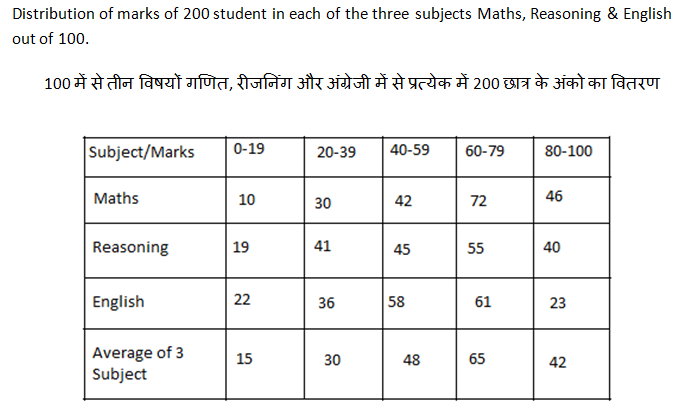 Distribution of marks of 200 student in each of the three subjects Maths, Reasoning & English
out of 100.
100 में से तीन विषयों गणित, रीजनिंग और अंग्रेजी में से प्रत्येक में 200 छात्र के अंको का वितरण
Subject/Marks 0-19 20-39 40-59 60-79 80-100
Maths 10 30 42 72 46
Reasoning 19 41 45 55 40
English 22 36 58 61 23
Average of 3
Subject 15 30 48 65 42